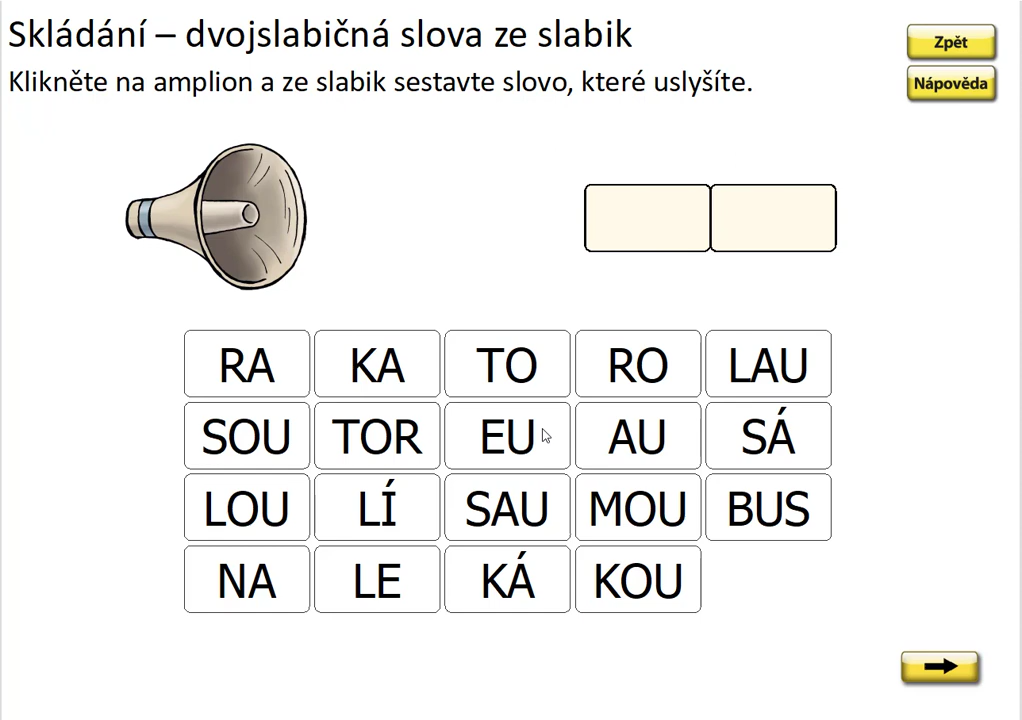 Skládání – dvojslabičná slova ze slabik
Zpět
Klikněte na amplion a ze slabik sestavte slovo, které uslyšíte.
Nápověda
RA KA TO RO LAU
SOU TOR EU AU SÁ
LOU LÍ SAU MOU BUS
NA LE KÁ KOU